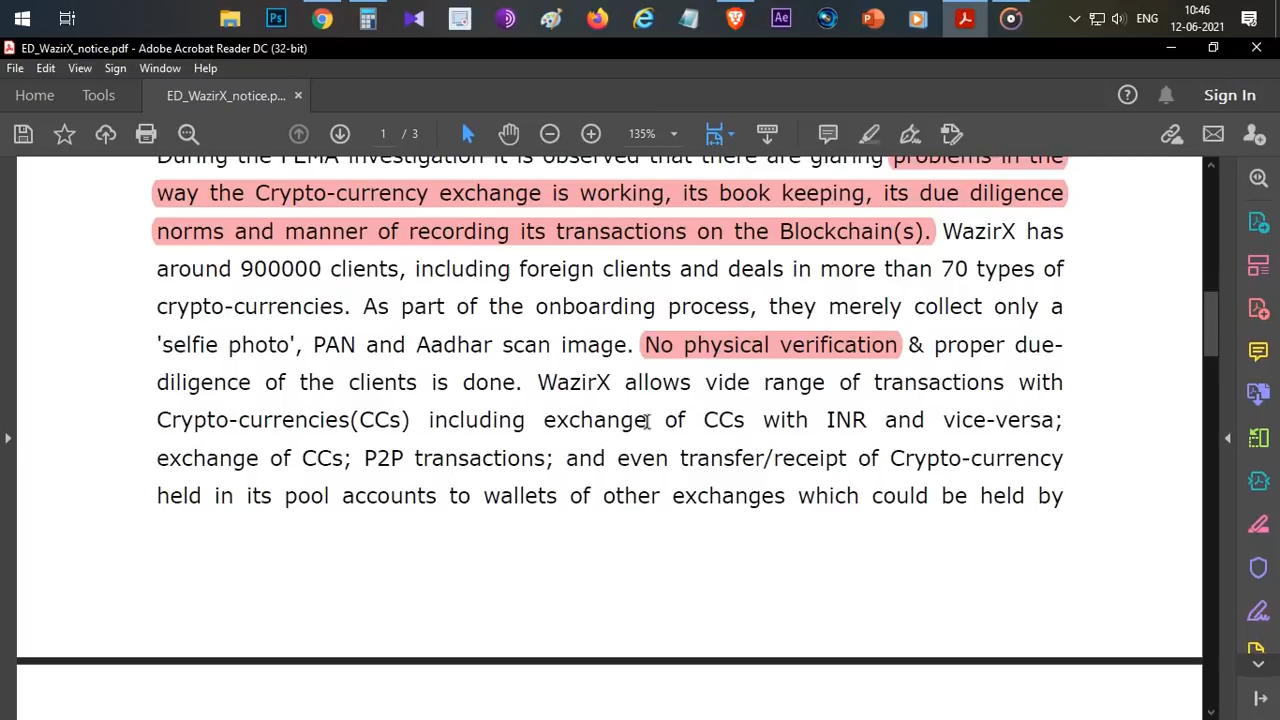 Ps
Ae
ENG
10:46
12-06-2021
ED_WazirX_notice.pdf - Adobe Acrobat Reader DC (32-bit)
File Edit View Sign Window Help
Home Tools ED_WazirX_notice.p... ×
Sign In
1 / 3
135%
During the FEMA investigation it is observed that there are glaring problems in the
way the Crypto-currency exchange is working, its book keeping, its due diligence
norms and manner of recording its transactions on the Blockchain(s). WazirX has
around 900000 clients, including foreign clients and deals in more than 70 types of
crypto-currencies. As part of the onboarding process, they merely collect only a
'selfie photo', PAN and Aadhar scan image. No physical verification & proper due-
diligence of the clients is done. WazirX allows vide range of transactions with
Crypto-currencies(CCs) including exchange of CCs with INR and vice-versa;
exchange of CCs; P2P transactions; and even transfer/receipt of Crypto-currency
held in its pool accounts to wallets of other exchanges which could be held by